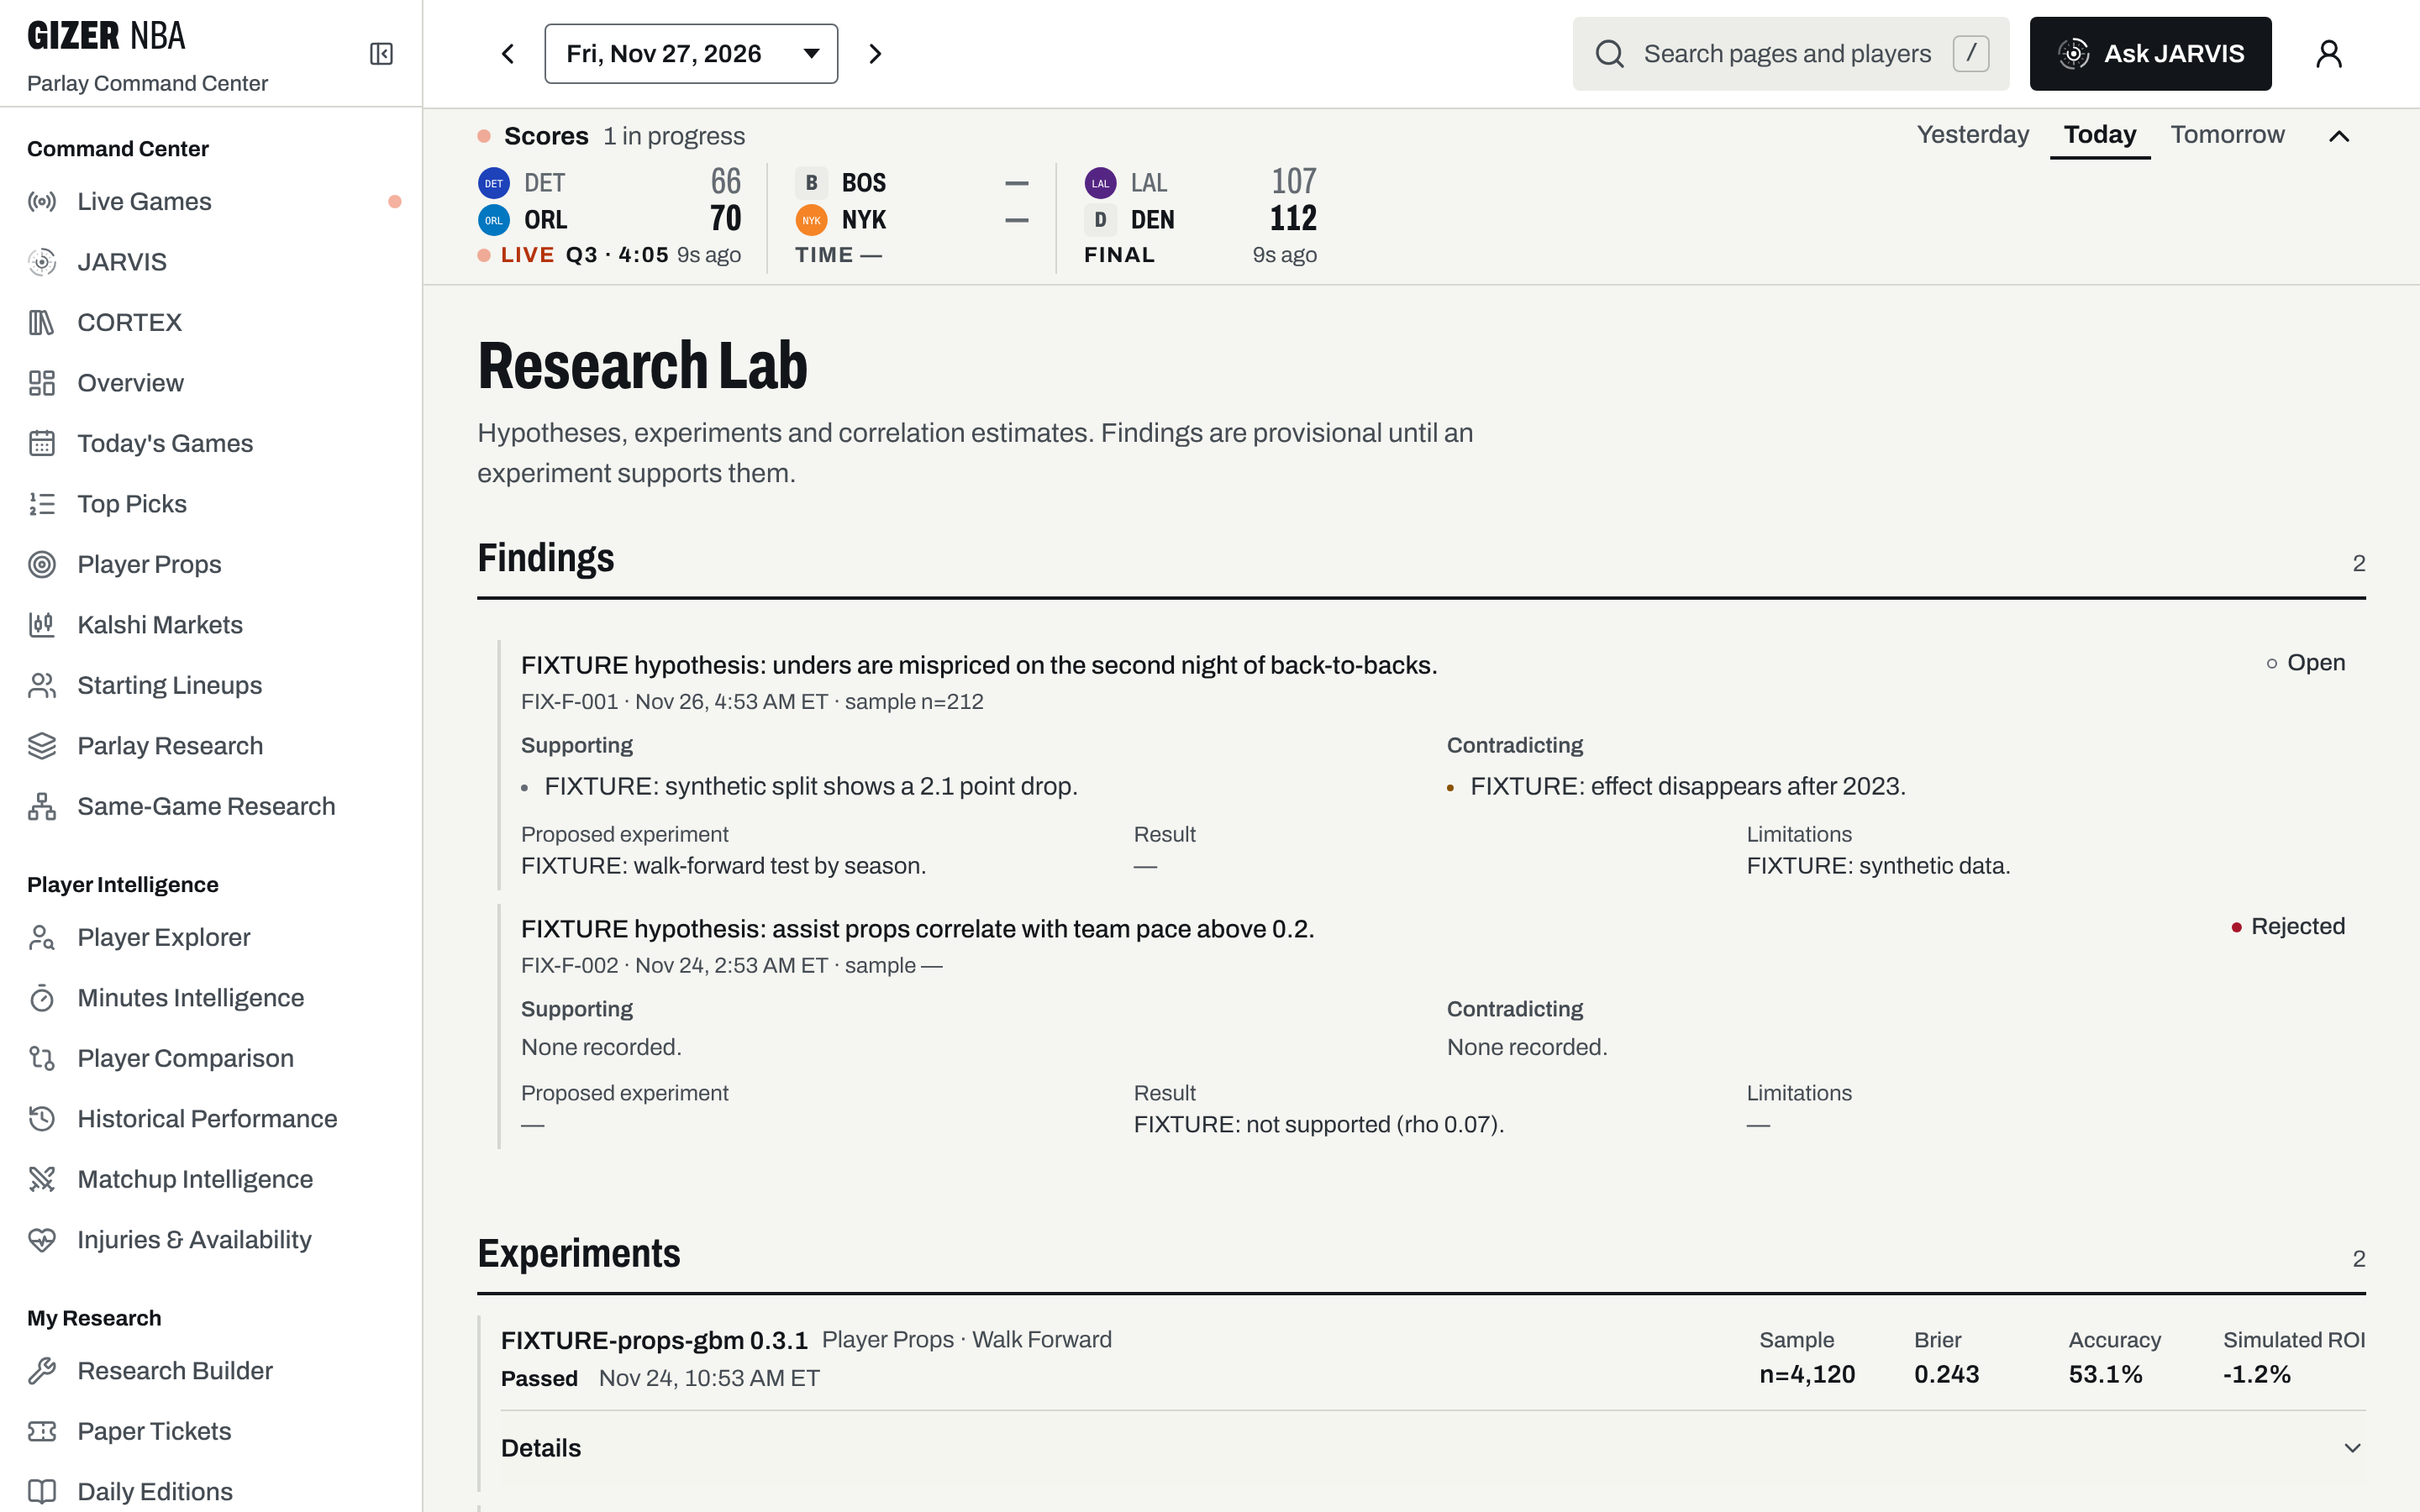 GIZER NBA
Parlay Command Center
Fri, Nov 27, 2026
Search pages and players /
Ask JARVIS
Command Center
Live Games
JARVIS
CORTEX
Overview
Today's Games
Top Picks
Player Props
Kalshi Markets
Starting Lineups
Parlay Research
Same-Game Research
Player Intelligence
Player Explorer
Minutes Intelligence
Player Comparison
Historical Performance
Matchup Intelligence
Injuries & Availability
My Research
Research Builder
Paper Tickets
Daily Editions
Scores 1 in progress
Yesterday Today Tomorrow
DET DET 66
ORL ORL 70
LIVE Q3 · 4:05 9s ago
B BOS —
NYK NYK —
TIME —
LAL LAL 107
D DEN 112
FINAL 9s ago
Research Lab
Hypotheses, experiments and correlation estimates. Findings are provisional until an
experiment supports them.
Findings 2
FIXTURE hypothesis: unders are mispriced on the second night of back-to-backs. Open
FIX-F-001 · Nov 26, 4:53 AM ET · sample n=212
Supporting Contradicting
• FIXTURE: synthetic split shows a 2.1 point drop. • FIXTURE: effect disappears after 2023.
Proposed experiment Result Limitations
FIXTURE: walk-forward test by season. — FIXTURE: synthetic data.
FIXTURE hypothesis: assist props correlate with team pace above 0.2. Rejected
FIX-F-002 · Nov 24, 2:53 AM ET · sample —
Supporting Contradicting
None recorded. None recorded.
Proposed experiment Result Limitations
— FIXTURE: not supported (rho 0.07). —
Experiments 2
FIXTURE-props-gbm 0.3.1 Player Props · Walk Forward Sample Brier Accuracy Simulated ROI
Passed Nov 24, 10:53 AM ET n=4,120 0.243 53.1% -1.2%
Details